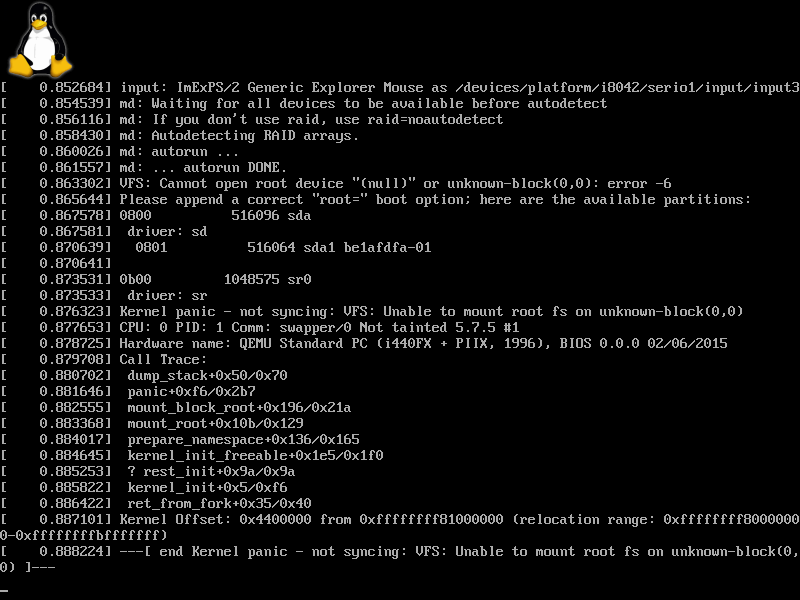 [    0.852684] input: ImExPS/2 Generic Explorer Mouse as /devices/platform/i8042/serio1/input/input3
[    0.854539] md: Waiting for all devices to be available before autodetect
[    0.856116] md: If you don't use raid, use raid=noautodetect
[    0.858430] md: Autodetecting RAID arrays.
[    0.860026] md: autorun ...
[    0.861557] md: ... autorun DONE.
[    0.863302] VFS: Cannot open root device "(null)" or unknown-block(0,0): error -6
[    0.865644] Please append a correct "root=" boot option; here are the available partitions:
[    0.867578] 0800          516096 sda
[    0.867581]  driver: sd
[    0.870639]   0801          516064 sda1 be1afdfa-01
[    0.870641]
[    0.873531] 0b00         1048575 sr0
[    0.873533]  driver: sr
[    0.876323] Kernel panic - not syncing: VFS: Unable to mount root fs on unknown-block(0,0)
[    0.877653] CPU: 0 PID: 1 Comm: swapper/0 Not tainted 5.7.5 #1
[    0.878725] Hardware name: QEMU Standard PC (i440FX + PIIX, 1996), BIOS 0.0.0 02/06/2015
[    0.879708] Call Trace:
[    0.880702]  dump_stack+0x50/0x70
[    0.881646]  panic+0xf6/0x2b7
[    0.882555]  mount_block_root+0x196/0x21a
[    0.883368]  mount_root+0x10b/0x129
[    0.884017]  prepare_namespace+0x136/0x165
[    0.884645]  kernel_init_freeable+0x1e5/0x1f0
[    0.885253]  ? rest_init+0x9a/0x9a
[    0.885822]  kernel_init+0x5/0xf6
[    0.886422]  ret_from_fork+0x35/0x40
[    0.887101] Kernel Offset: 0x4400000 from 0xffffffff81000000 (relocation range: 0xffffffff8000000
0-0xffffffffbfffffff)
[    0.888224] ---[ end Kernel panic - not syncing: VFS: Unable to mount root fs on unknown-block(0,
0) ]---